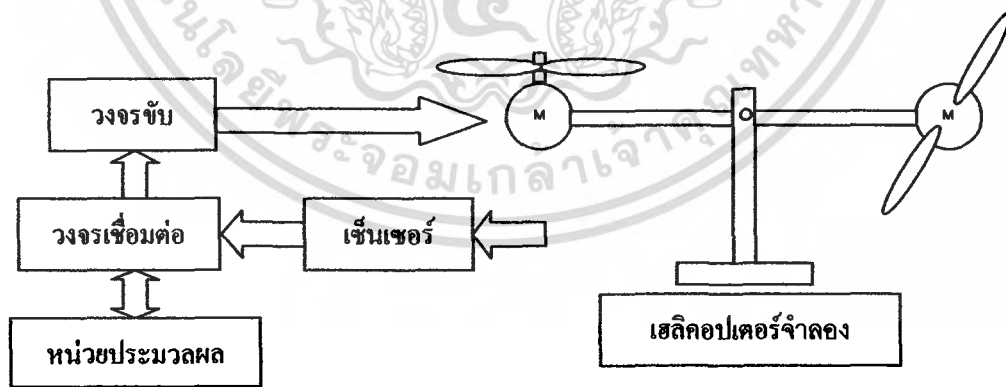 วงจรขับ
M
M
วงจรเชื่อมต่อ
เซ็นเซอร์
หน่วยประมวลผล
เฮลิคอปเตอร์จำลอง